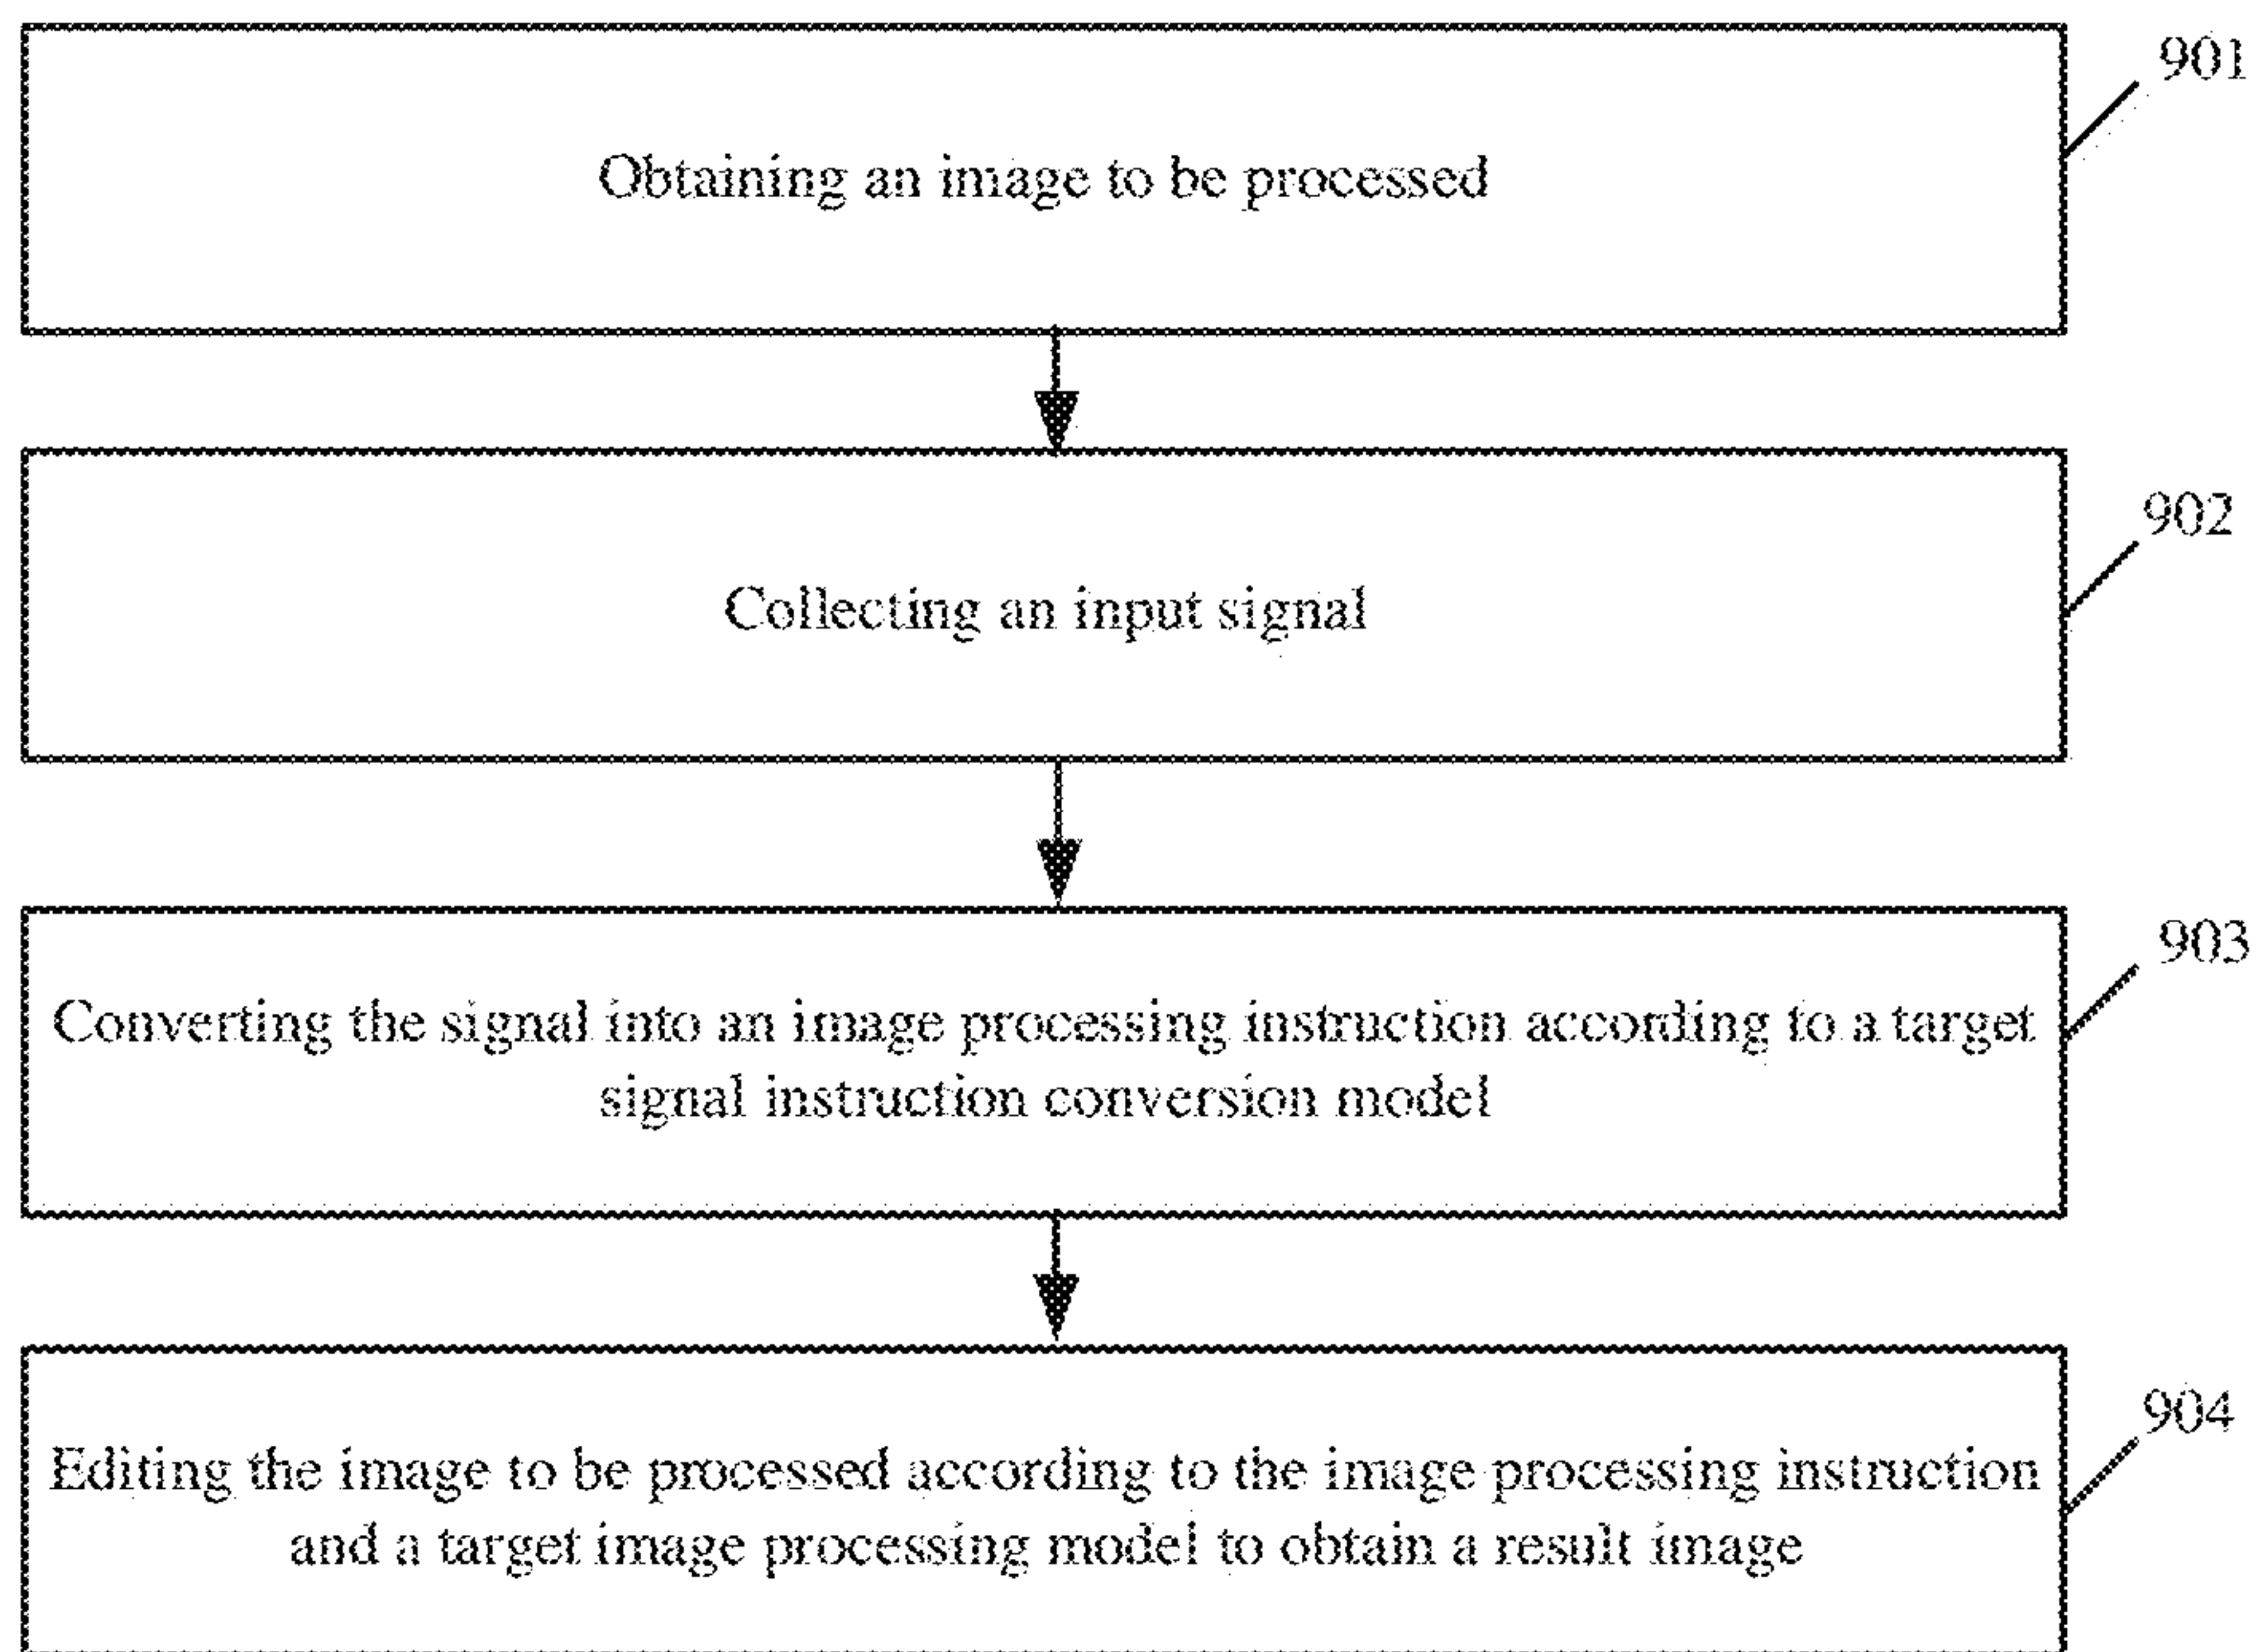 901
Obtaining an image to be processed
902
Collecting an input signal
903
Converting the signal into an image processing instruction according to a target
signal instruction conversion model
904
Editing the image to be processed according to the image processing instruction
and a target image processing model to obtain a result image